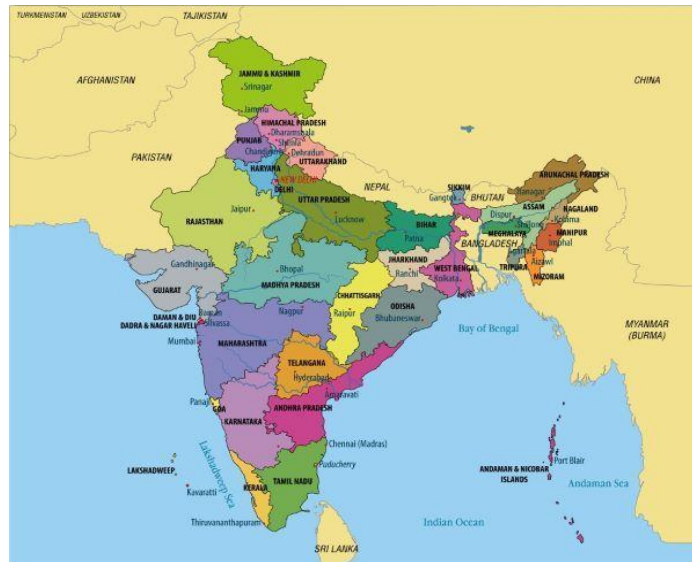 TURKMENISTAN
UZBEKISTAN
TAJIKISTAN
AFGHANISTAN
CHINA
JAMMU & KASHMIR
Srinagar
Jammu
HIMACHAL PRADESH
Dharamshala
Shimla
PUNJAB
Dehradun
UTTARAKHAND
PAKISTAN
HARYANA
NEW DELHI
DELHI
NEPAL
SIKKIM
Gangtok
BHUTAN
ARUNACHAL PRADESH
Itanagar
ASSAM
Dispur
NAGALAND
Kohima
RAJASTHAN
Jaipur
UTTAR PRADESH
Lucknow
BIHAR
Patna
MEGHALAYA
Shillong
MANIPUR
Imphal
BANGLADESH
Agartala
Aizawl
TRIPURA
MIZORAM
Gandhinagar
GUJARAT
Bhopal
MADHYA PRADESH
JHARKHAND
Ranchi
WEST BENGAL
Kolkata
CHHATTISGARH
Raipur
ODISHA
Bhubaneswar
DAMAN & DIU
Daman
DADRA & NAGAR HAVELI
Silvassa
Nagpur
Mumbai
MAHARASHTRA
TELANGANA
Hyderabad
Amaravati
Bay of Bengal
MYANMAR
(BURMA)
Panaji
GOA
KARNATAKA
ANDHRA PRADESH
Chennai (Madras)
Puducherry
LAKSHADWEEP
Kavaratti
Lakshadweep Sea
KERALA
TAMIL NADU
Thiruvananthapuram
SRI LANKA
Indian Ocean
ANDAMAN & NICOBAR
ISLANDS
Port Blair
Andaman Sea